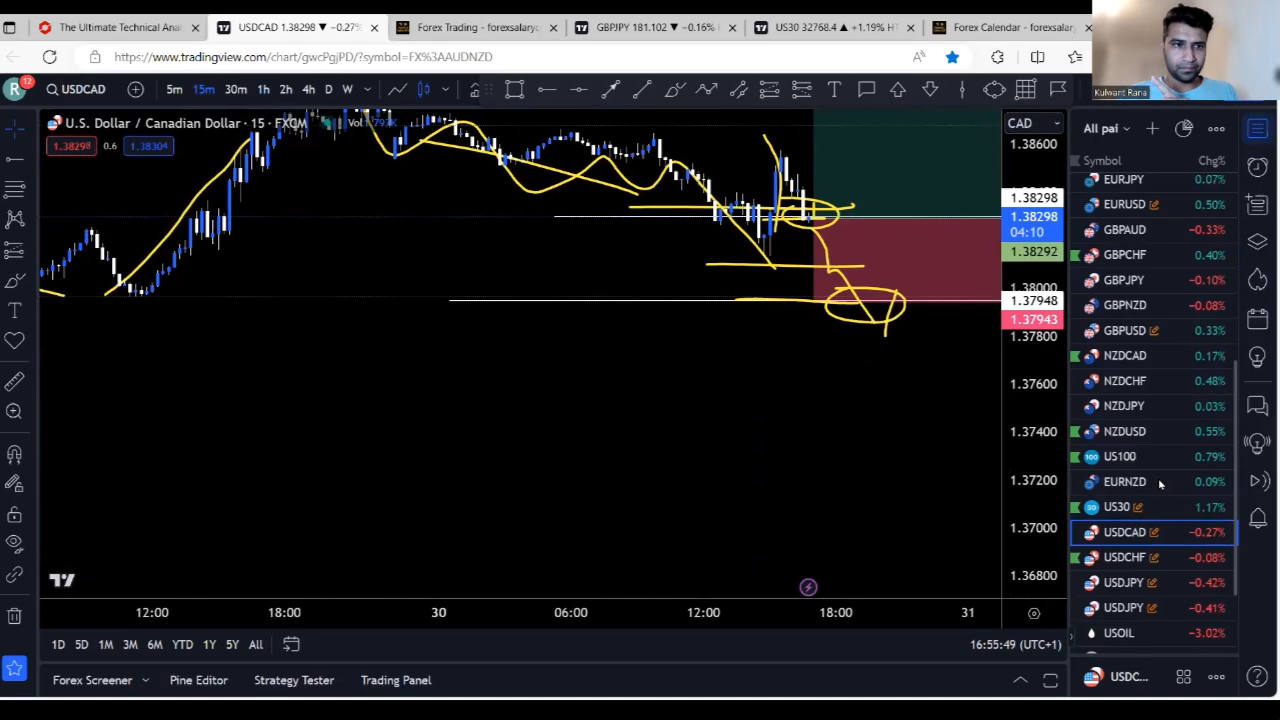 The Ultimate Technical Anal
USDCAD 1.38298 ▼ −0.27%
Forex Trading - forexsalary
GBPJPY 181.102 ▼ −0.16%
US30 32768.4 ▲ +1.19%
Forex Calendar - forexsalary
https://www.tradingview.com/chart/gwcPgjPD/?symbol=FX%3AAUDNZD
Kulwant Rana
R 12
USDCAD
5m 15m 30m 1h 2h 4h D W
U.S. Dollar / Canadian Dollar · 15 · FXCM
Vol
1.38298 0.6 1.38304
CAD
1.38600
1.38298
1.38298
04:10
1.38292
1.38000
1.37948
1.37943
1.37800
1.37600
1.37400
1.37200
1.37000
1.36800
12:00 18:00 30 06:00 12:00 18:00 31
1D 5D 1M 3M 6M YTD 1Y 5Y All
16:55:49 (UTC+1)
Forex Screener Pine Editor Strategy Tester Trading Panel
All pai
Symbol Chg%
EURJPY 0.07%
EURUSD 0.50%
GBPAUD −0.33%
GBPCHF 0.40%
GBPJPY −0.10%
GBPNZD −0.08%
GBPUSD 0.33%
NZDCAD 0.17%
NZDCHF 0.48%
NZDJPY 0.03%
NZDUSD 0.55%
100 US100 0.79%
EURNZD 0.09%
30 US30 1.17%
USDCAD −0.27%
USDCHF −0.08%
USDJPY −0.42%
USDJPY −0.41%
USOIL −3.02%
USDC...